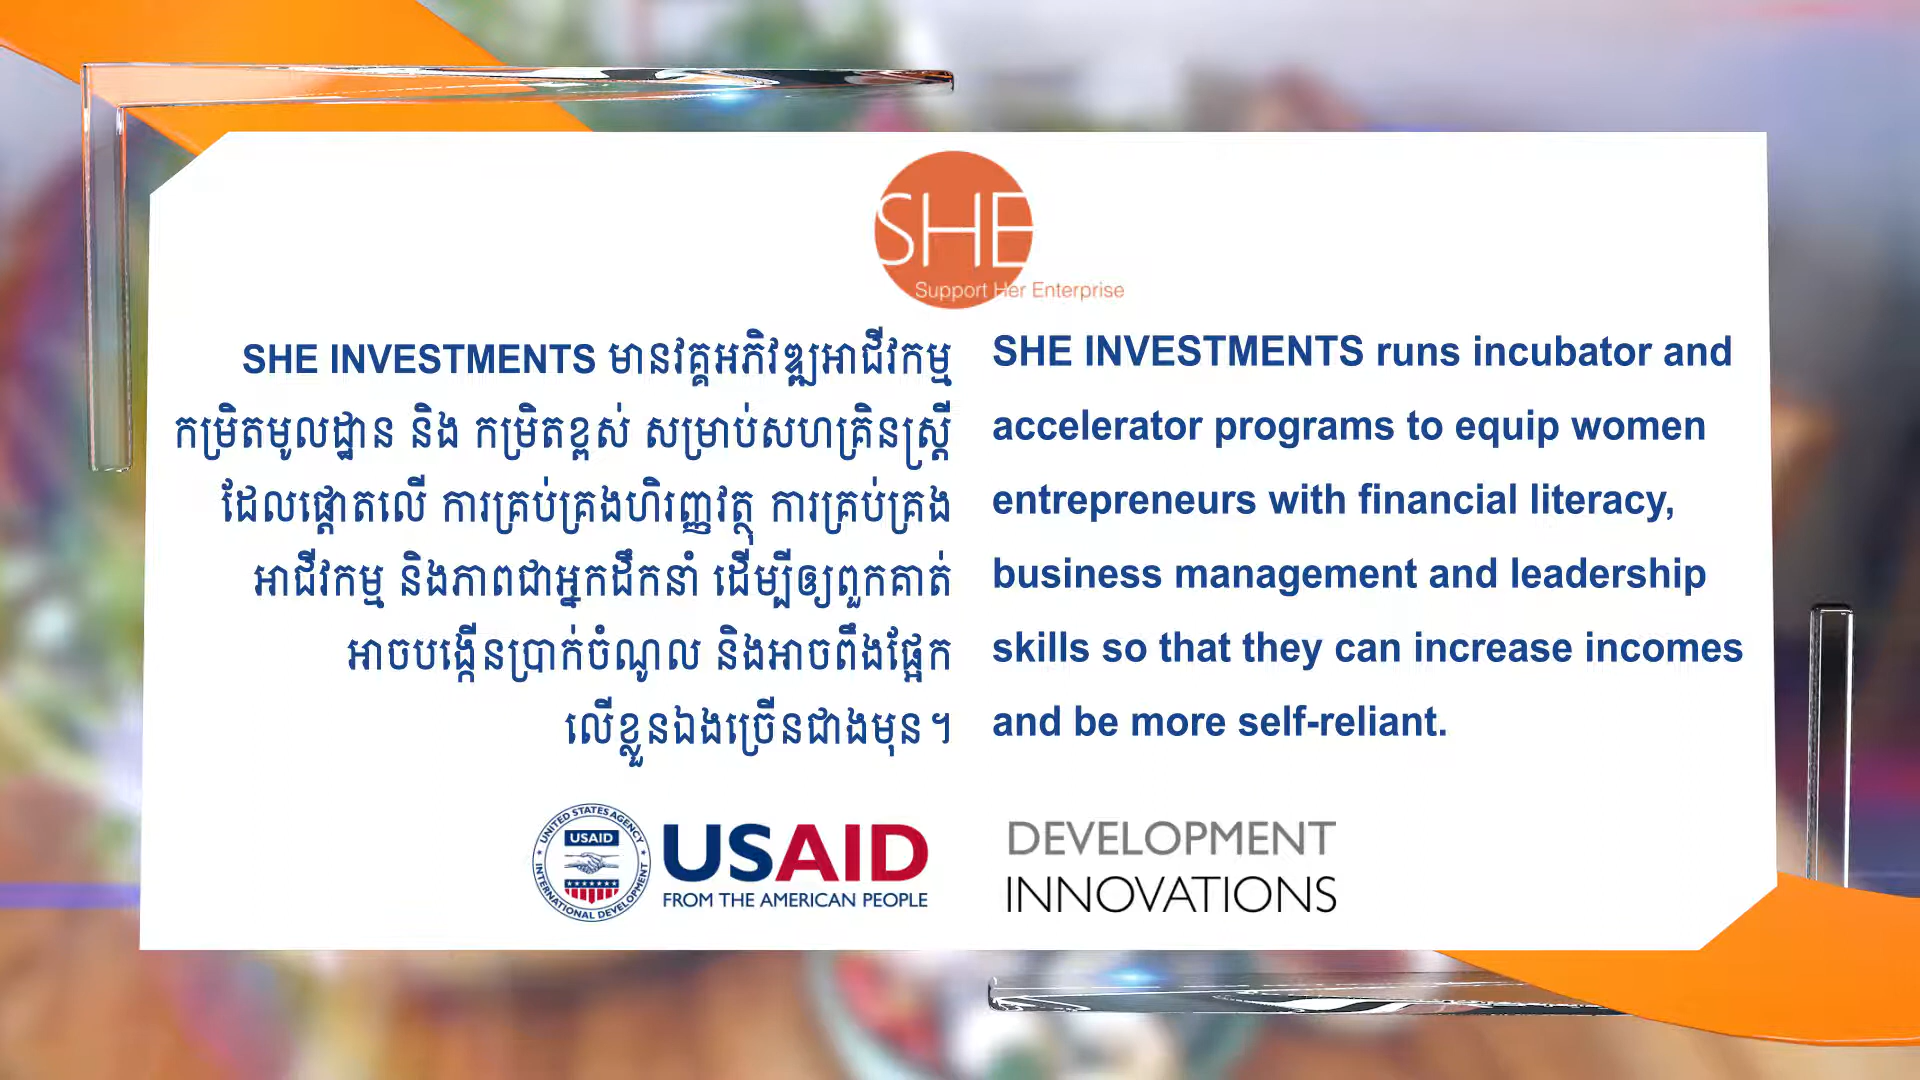 SHE
Support Her Enterprise
SHE INVESTMENTS មានវគ្គអភិវឌ្ឍអាជីវកម្ម
កម្រិតមូលដ្ឋាន និង កម្រិតខ្ពស់ សម្រាប់សហគ្រិនស្ត្រី
ដែលផ្តោតលើ ការគ្រប់គ្រងហិរញ្ញវត្ថុ ការគ្រប់គ្រង
អាជីវកម្ម និងភាពជាអ្នកដឹកនាំ ដើម្បីឲ្យពួកគាត់
អាចបង្កើនប្រាក់ចំណូល និងអាចពឹងផ្អែក
លើខ្លួនឯងច្រើនជាងមុន។
SHE INVESTMENTS runs incubator and
accelerator programs to equip women
entrepreneurs with financial literacy,
business management and leadership
skills so that they can increase incomes
and be more self-reliant.
UNITED STATES AGENCY
USAID
INTERNATIONAL DEVELOPMENT
USAID
FROM THE AMERICAN PEOPLE
DEVELOPMENT
INNOVATIONS